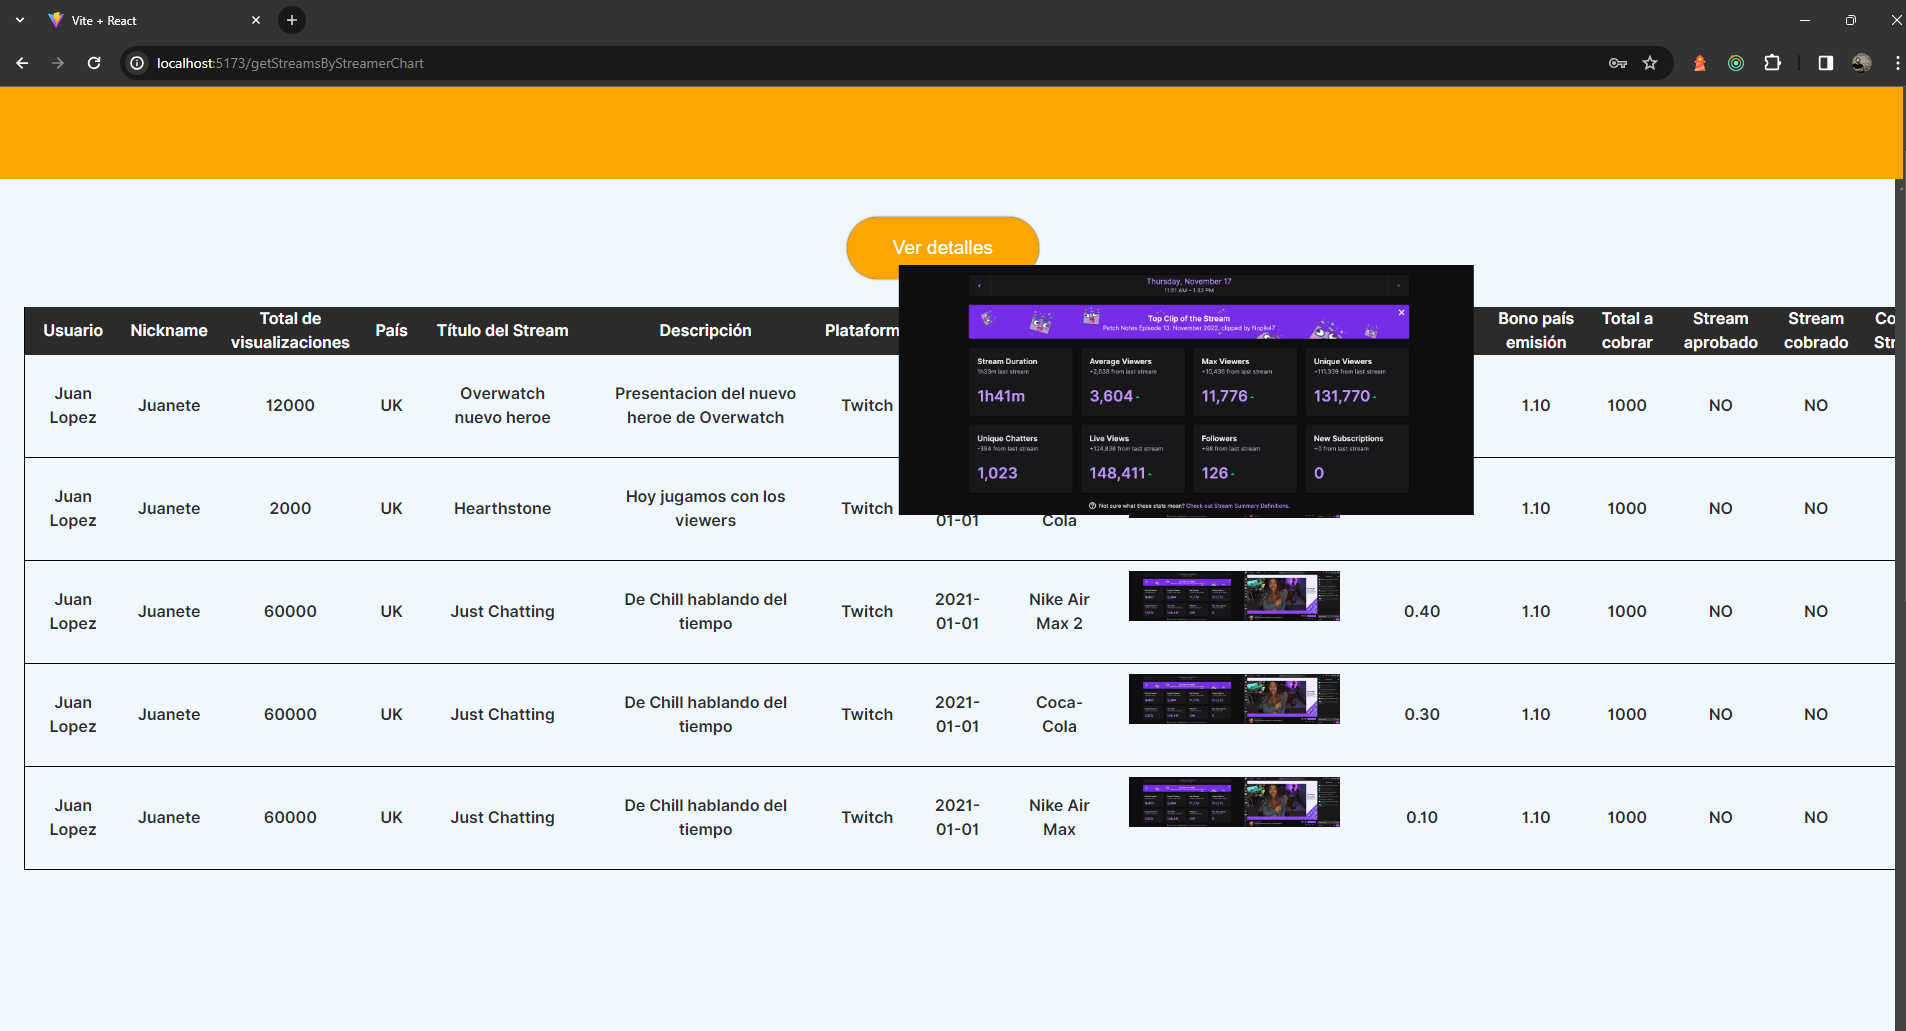 Vite + React
localhost:5173/getStreamsByStreamerChart
Ver detalles
Thursday, November 17
11:51 AM - 1:32 PM
Top Clip of the Stream
Patch Notes Episode 13: November 2022, clipped by Nopik47
Stream Duration
1h33m last stream
1h41m
Average Viewers
+2,038 from last stream
3,604
Max Viewers
+10,436 from last stream
11,776
Unique Viewers
+111,359 from last stream
131,770
Unique Chatters
-394 from last stream
1,023
Live Views
+124,836 from last stream
148,411
Followers
+88 from last stream
126
New Subscriptions
+0 from last stream
0
Not sure what these stats mean? Check out Stream Summary Definitions.
Usuario
Nickname
Total de
visualizaciones
País
Título del Stream
Descripción
Plataform
Bono país
emisión
Total a
cobrar
Stream
aprobado
Stream
cobrado
Co
Str
Juan
Lopez
Juanete
12000
UK
Overwatch
nuevo heroe
Presentacion del nuevo
heroe de Overwatch
Twitch
1.10
1000
NO
NO
Juan
Lopez
Juanete
2000
UK
Hearthstone
Hoy jugamos con los
viewers
Twitch
01-01
Cola
1.10
1000
NO
NO
Juan
Lopez
Juanete
60000
UK
Just Chatting
De Chill hablando del
tiempo
Twitch
2021-
01-01
Nike Air
Max 2
0.40
1.10
1000
NO
NO
Juan
Lopez
Juanete
60000
UK
Just Chatting
De Chill hablando del
tiempo
Twitch
2021-
01-01
Coca-
Cola
0.30
1.10
1000
NO
NO
Juan
Lopez
Juanete
60000
UK
Just Chatting
De Chill hablando del
tiempo
Twitch
2021-
01-01
Nike Air
Max
0.10
1.10
1000
NO
NO